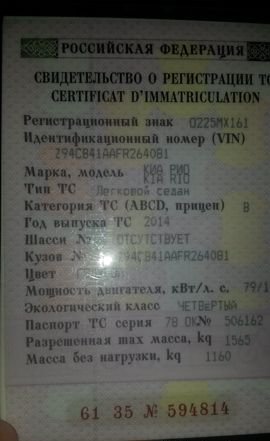 РОССИЙСКАЯ ФЕДЕРАЦИЯ
СВИДЕТЕЛЬСТВО О РЕГИСТРАЦИИ ТС
CERTIFICAT D'IMMATRICULATION
Регистрационный знак О225МХ161
Идентификационный номер (VIN)
Z94CB41AAFR264081
Марка, модель КИА РИО
KIA RIO
Тип ТС Легковой седан
Категория ТС (ABCD, прицеп) B
Год выпуска ТС 2014
Шасси № ОТСУТСТВУЕТ
Кузов № Z94CB41AAFR264081
Цвет
Мощность двигателя, кВт/л. с. 79/1
Экологический класс ЧЕТВЕРТЫЙ
Паспорт ТС серия 78 ОК № 506162
Разрешенная max масса, kg 1565
Масса без нагрузки, kg 1160
61 35 № 594814